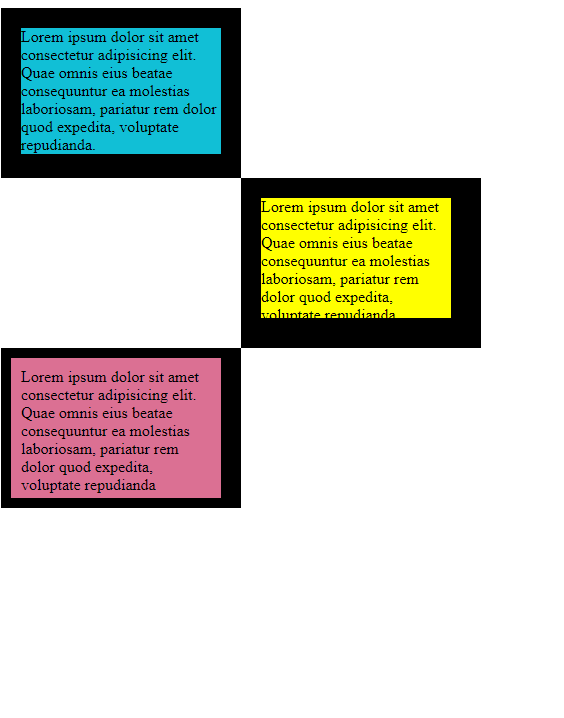 Lorem ipsum dolor sit amet
consectetur adipisicing elit.
Quae omnis eius beatae
consequuntur ea molestias
laboriosam, pariatur rem dolor
quod expedita, voluptate
repudianda.
Lorem ipsum dolor sit amet
consectetur adipisicing elit.
Quae omnis eius beatae
consequuntur ea molestias
laboriosam, pariatur rem
dolor quod expedita,
voluptate repudianda
Lorem ipsum dolor sit amet
consectetur adipisicing elit.
Quae omnis eius beatae
consequuntur ea molestias
laboriosam, pariatur rem
dolor quod expedita,
voluptate repudianda